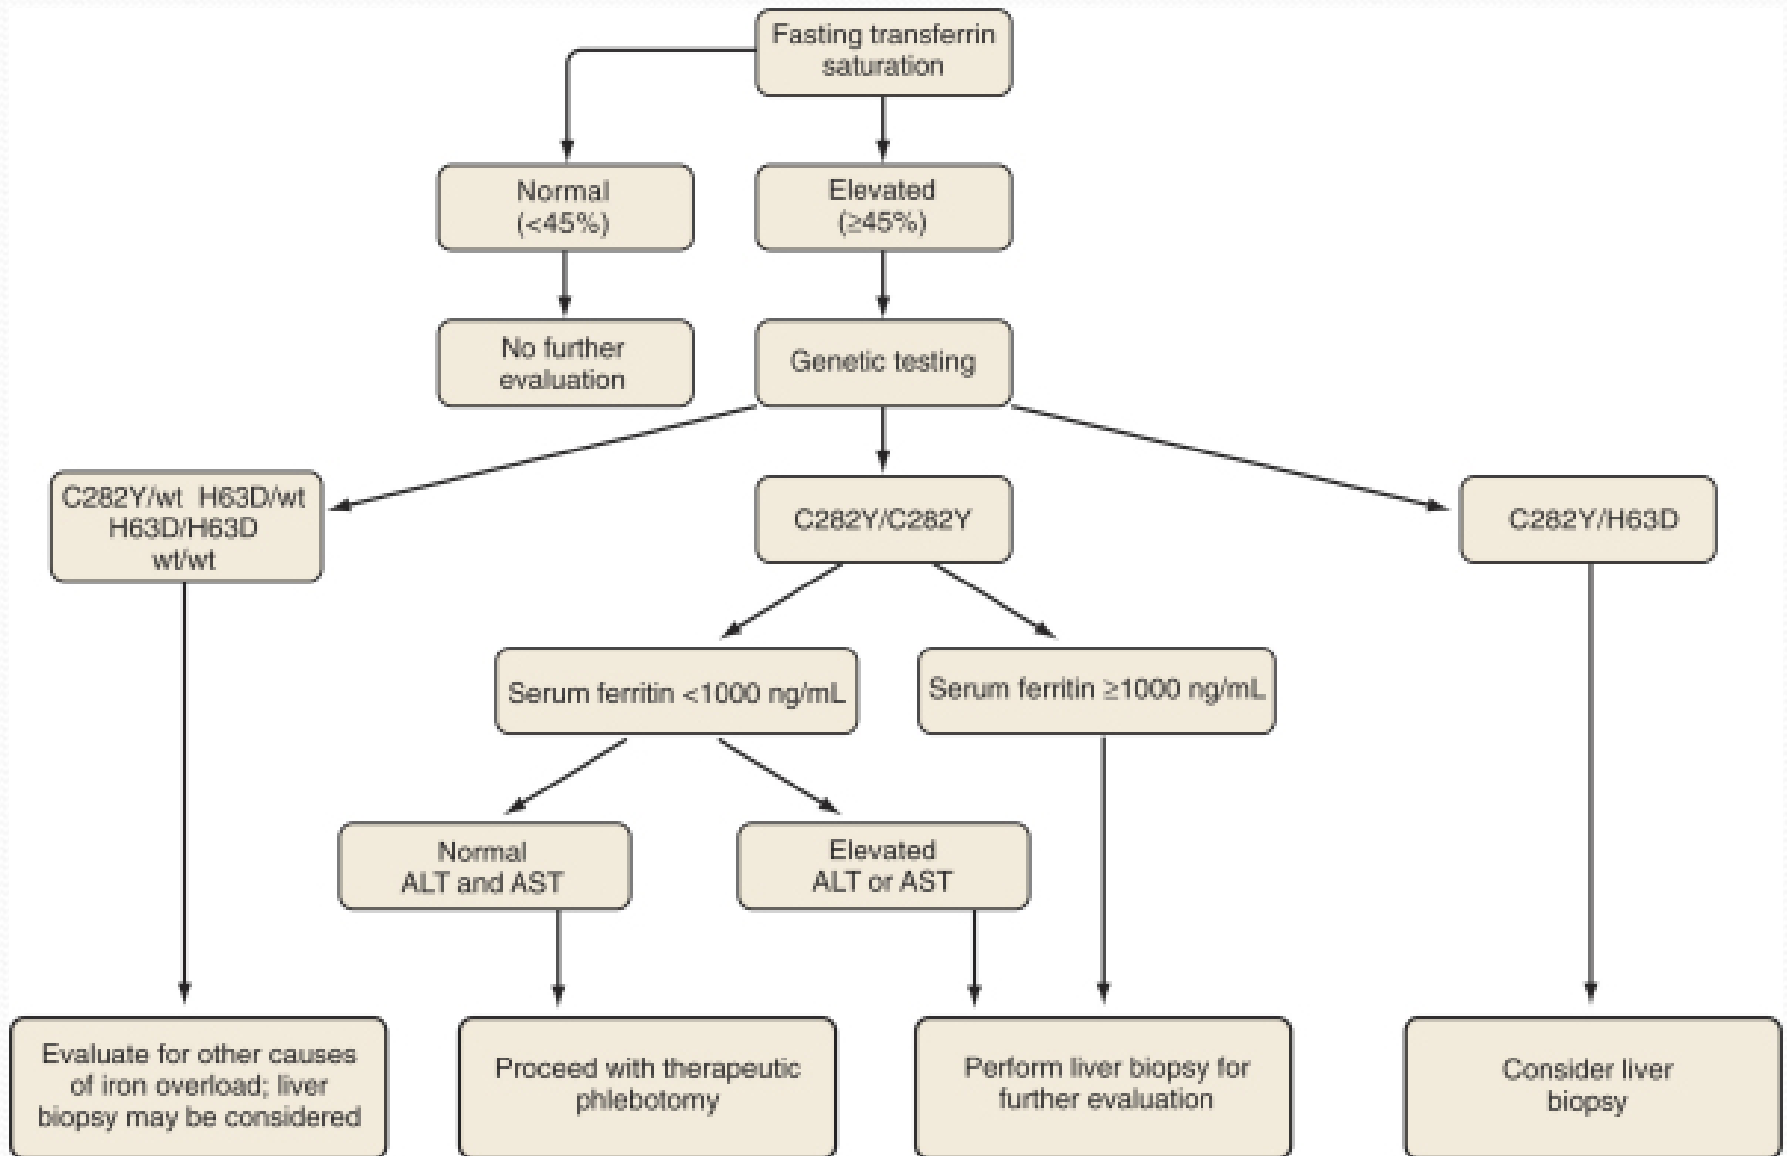 Fasting transferrin
saturation
Normal
(<45%)
Elevated
(≥45%)
No further
evaluation
Genetic testing
C282Y/wt H63D/wt
H63D/H63D
wt/wt
C282Y/C282Y
C282Y/H63D
Serum ferritin <1000 ng/mL
Serum ferritin ≥1000 ng/mL
Normal
ALT and AST
Elevated
ALT or AST
Evaluate for other causes
of iron overload; liver
biopsy may be considered
Proceed with therapeutic
phlebotomy
Perform liver biopsy for
further evaluation
Consider liver
biopsy